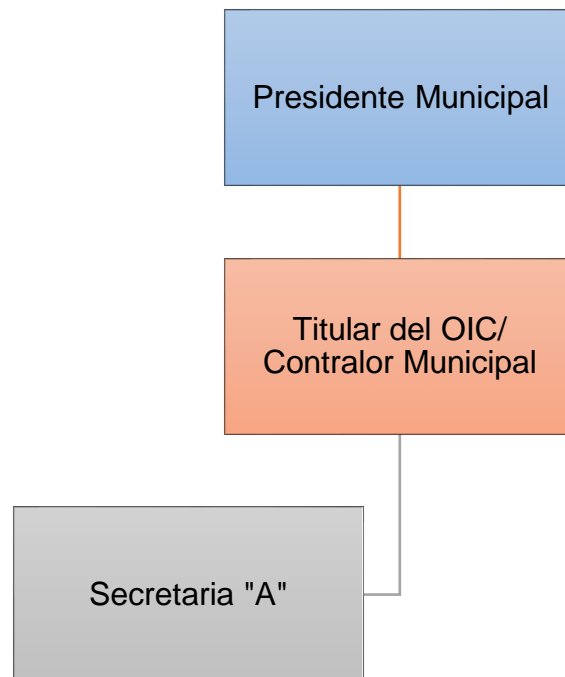 Presidente Municipal
Titular del OIC/
Contralor Municipal
Secretaria "A"